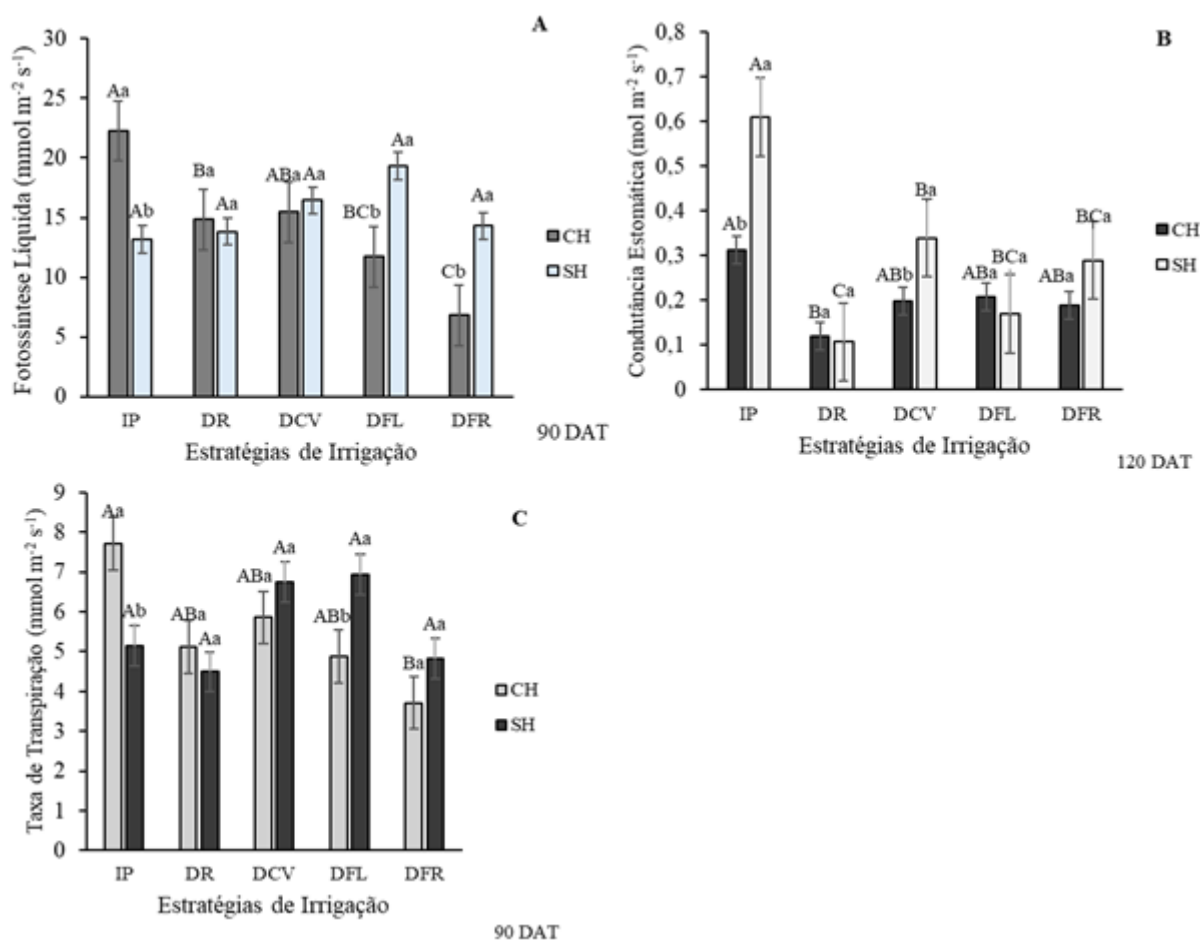 A
Fotossíntese Líquida (mmol m⁻² s⁻¹)
30
25
20
15
10
5
0
Aa
Ab
Ba
Aa
ABa
Aa
BCb
Aa
Cb
Aa
CH
SH
IP DR DCV DFL DFR
Estratégias de Irrigação
90 DAT
B
Condutância Estomática (mol m⁻² s⁻¹)
0,8
0,7
0,6
0,5
0,4
0,3
0,2
0,1
0
Ab
Aa
Ba
Ca
ABb
Ba
ABa
BCa
ABa
BCa
CH
SH
IP DR DCV DFL DFR
Estratégias de Irrigação
120 DAT
C
Taxa de Transpiração (mmol m⁻² s⁻¹)
9
8
7
6
5
4
3
2
1
0
Aa
Ab
ABa
Aa
ABa
Aa
ABb
Aa
Ba
Aa
CH
SH
IP DR DCV DFL DFR
Estratégias de Irrigação
90 DAT